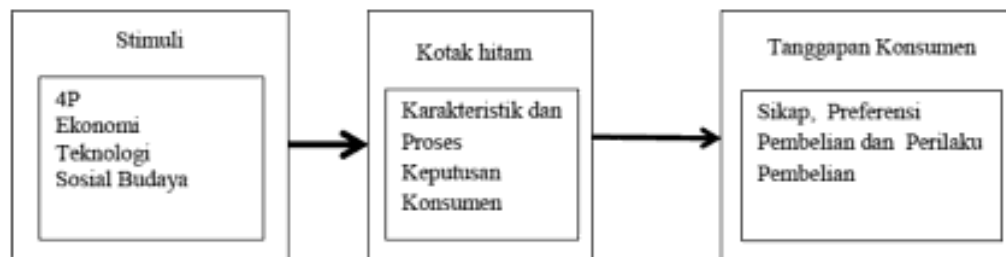 Stimuli
4P
Ekonomi
Teknologi
Sosial Budaya
Kotak hitam
Karakteristik dan
Proses
Keputusan
Konsumen
Tanggapan Konsumen
Sikap, Preferensi
Pembelian dan Perilaku
Pembelian